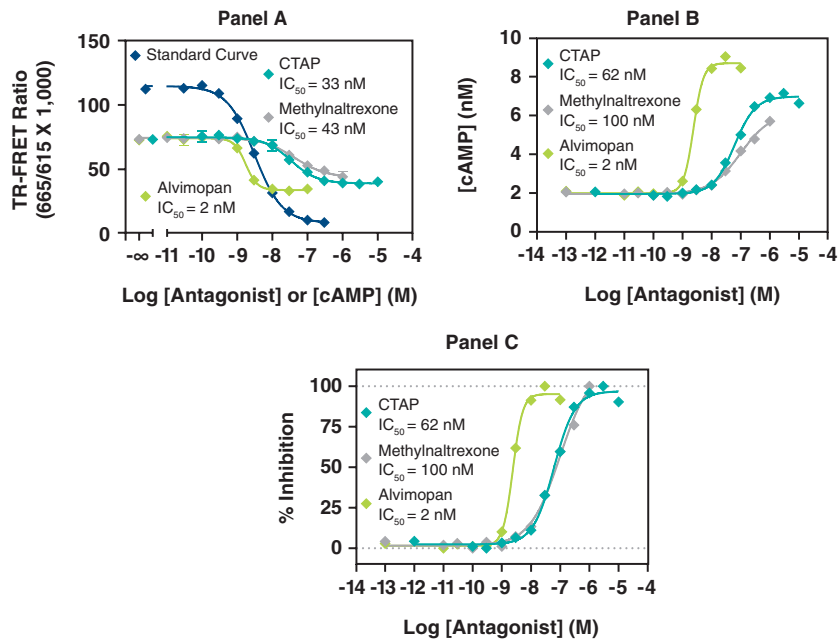 Panel A
TR-FRET Ratio
(665/615 X 1,000)
150
100
50
0
Standard Curve
CTAP
IC50 = 33 nM
Methylnaltrexone
IC50 = 43 nM
Alvimopan
IC50 = 2 nM
-∞ -11 -10 -9 -8 -7 -6 -5 -4
Log [Antagonist] or [cAMP] (M)
Panel B
[cAMP]
(nM)
10
8
6
4
2
0
CTAP
IC50 = 62 nM
Methylnaltrexone
IC50 = 100 nM
Alvimopan
IC50 = 2 nM
-14 -13 -12 -11 -10 -9 -8 -7 -6 -5 -4
Log [Antagonist] (M)
Panel C
% Inhibition
100
75
50
25
0
CTAP
IC50 = 62 nM
Methylnaltrexone
IC50 = 100 nM
Alvimopan
IC50 = 2 nM
-14 -13 -12 -11 -10 -9 -8 -7 -6 -5 -4
Log [Antagonist] (M)